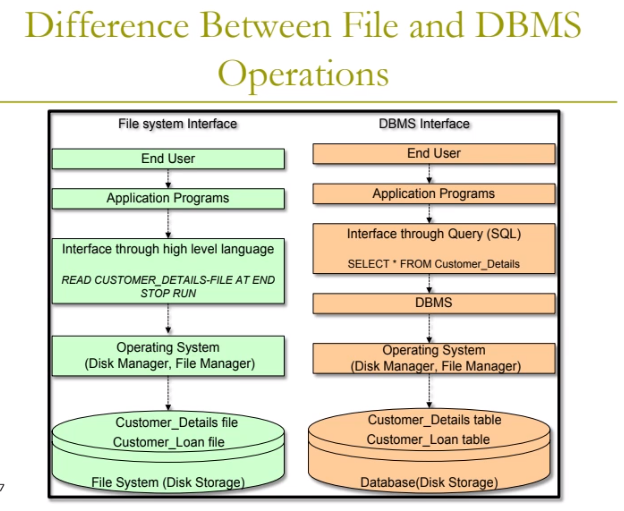 Difference Between File and DBMS
Operations
File system Interface
End User
Application Programs
Interface through high level language
READ CUSTOMER_DETAILS-FILE AT END
STOP RUN
Operating System
(Disk Manager, File Manager)
Customer_Details file
Customer_Loan file
File System (Disk Storage)
DBMS Interface
End User
Application Programs
Interface through Query (SQL)
SELECT * FROM Customer_Details
DBMS
Operating System
(Disk Manager, File Manager)
Customer_Details table
Customer_Loan table
Database(Disk Storage)
7